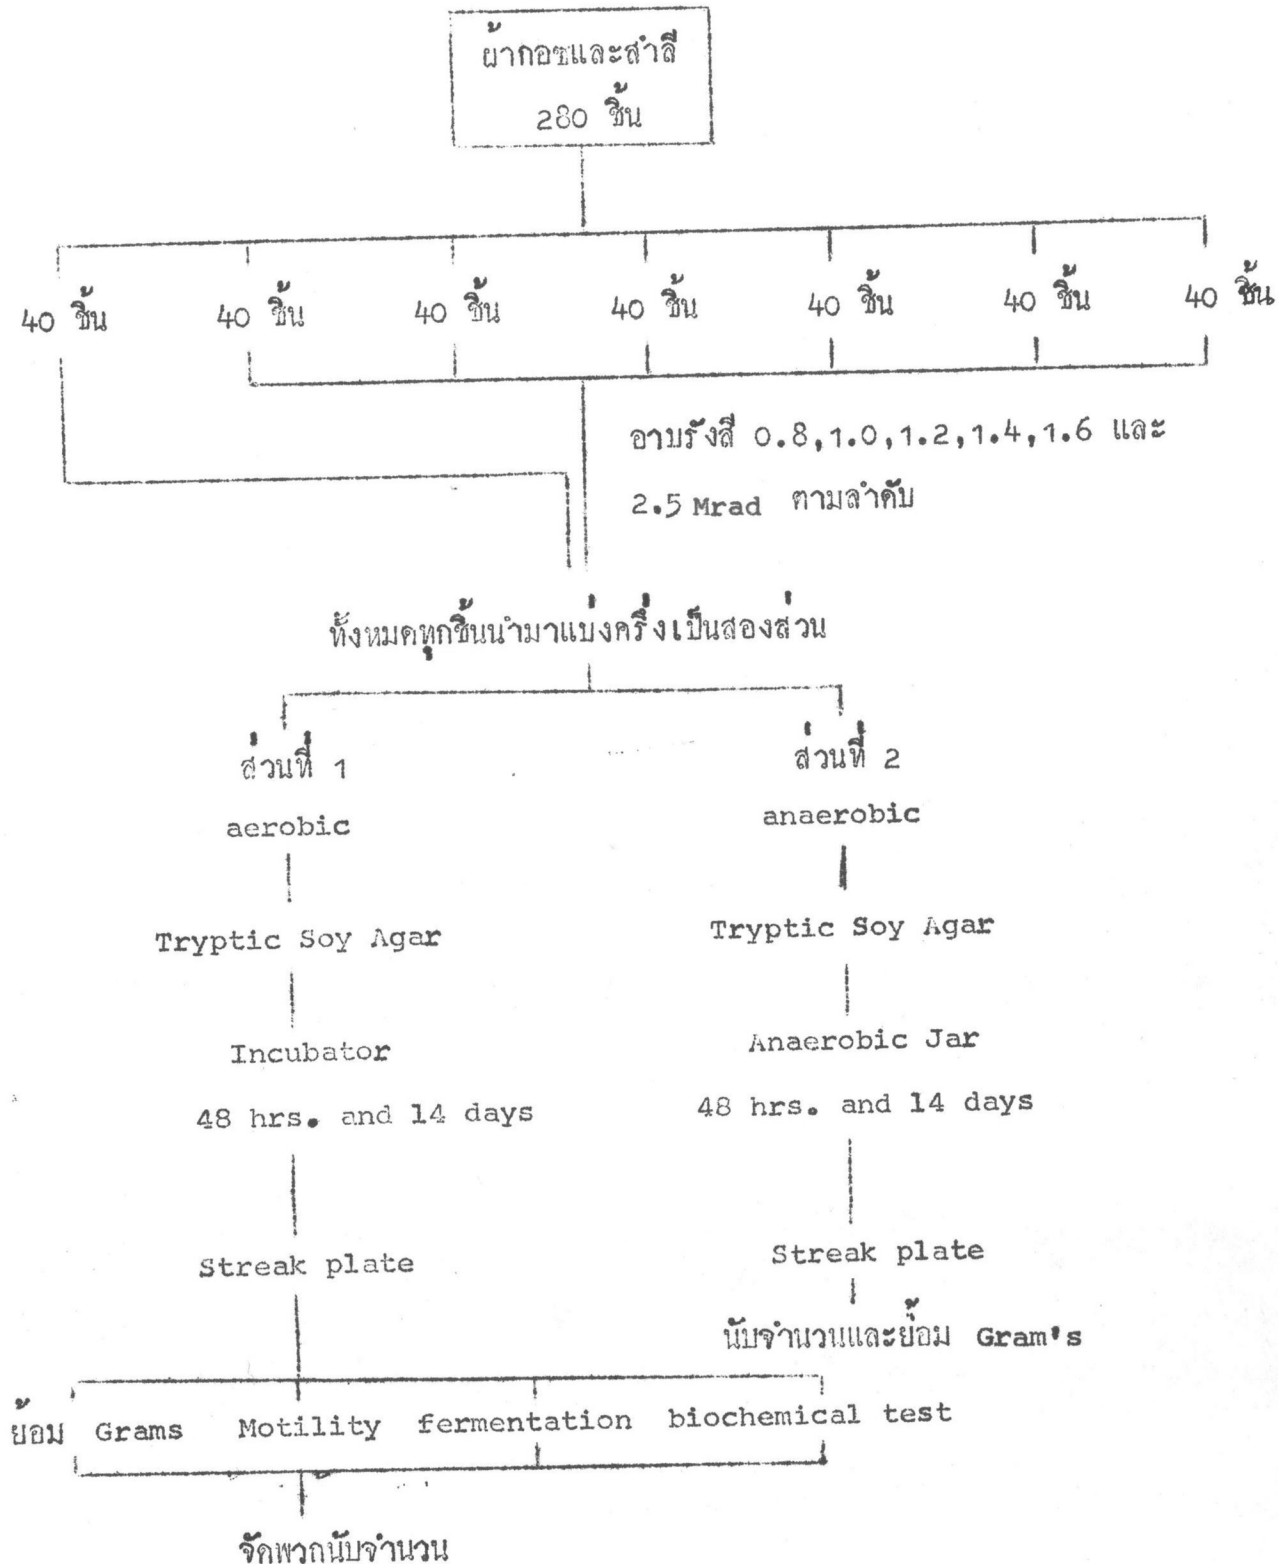 ผ้ากอซและสำลี
280 ชิ้น
40 ชิ้น 40 ชิ้น 40 ชิ้น 40 ชิ้น 40 ชิ้น 40 ชิ้น 40 ชิ้น
อาบรังสี 0.8,1.0,1.2,1.4,1.6 และ
2.5 Mrad ตามลำดับ
ทั้งหมดทุกชิ้นนำมาแบ่งครึ่งเป็นสองส่วน
ส่วนที่ 1 ส่วนที่ 2
aerobic anaerobic
Tryptic Soy Agar Tryptic Soy Agar
Incubator Anaerobic Jar
48 hrs. and 14 days 48 hrs. and 14 days
Streak plate Streak plate
นับจำนวนและย้อม Gram's
ย้อม Grams Motility fermentation biochemical test
จัดพวกนับจำนวน